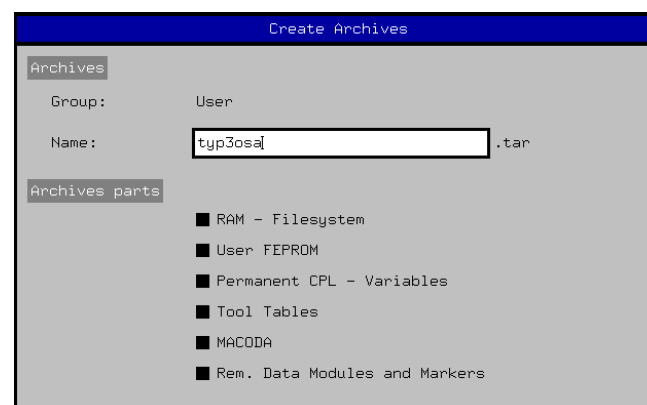 Create Archives
Archives
Group: User
Name: typ3osa .tar
Archives parts
RAM - Filesystem
User FEPROM
Permanent CPL - Variables
Tool Tables
MACODA
Rem. Data Modules and Markers